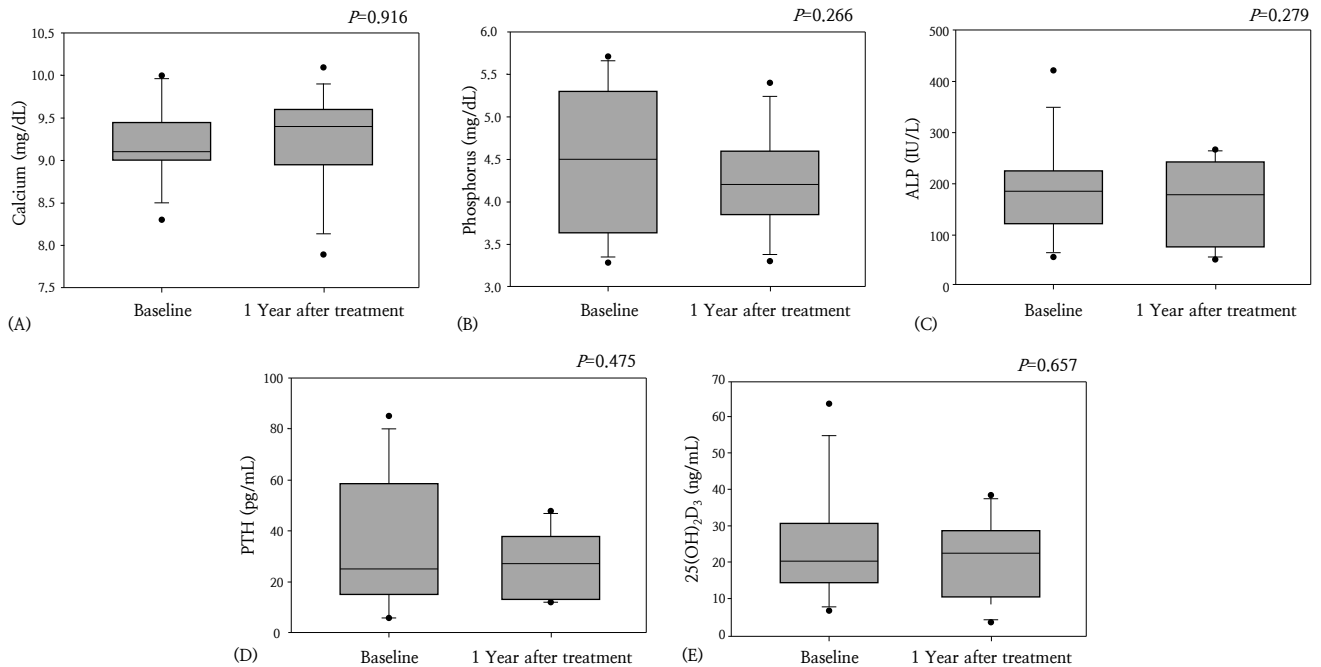 P=0.916
10.5
10.0
9.5
9.0
8.5
8.0
7.5
Calcium (mg/dL)
Baseline
1 Year after treatment
(A)
P=0.266
6.0
5.5
5.0
4.5
4.0
3.5
3.0
Phosphorus (mg/dL)
Baseline
1 Year after treatment
(B)
P=0.279
500
400
300
200
100
0
ALP (IU/L)
Baseline
1 Year after treatment
(C)
P=0.475
100
80
60
40
20
0
PTH (pg/mL)
Baseline
1 Year after treatment
(D)
P=0.657
70
60
50
40
30
20
10
0
25(OH)₂D₃ (ng/mL)
Baseline
1 Year after treatment
(E)